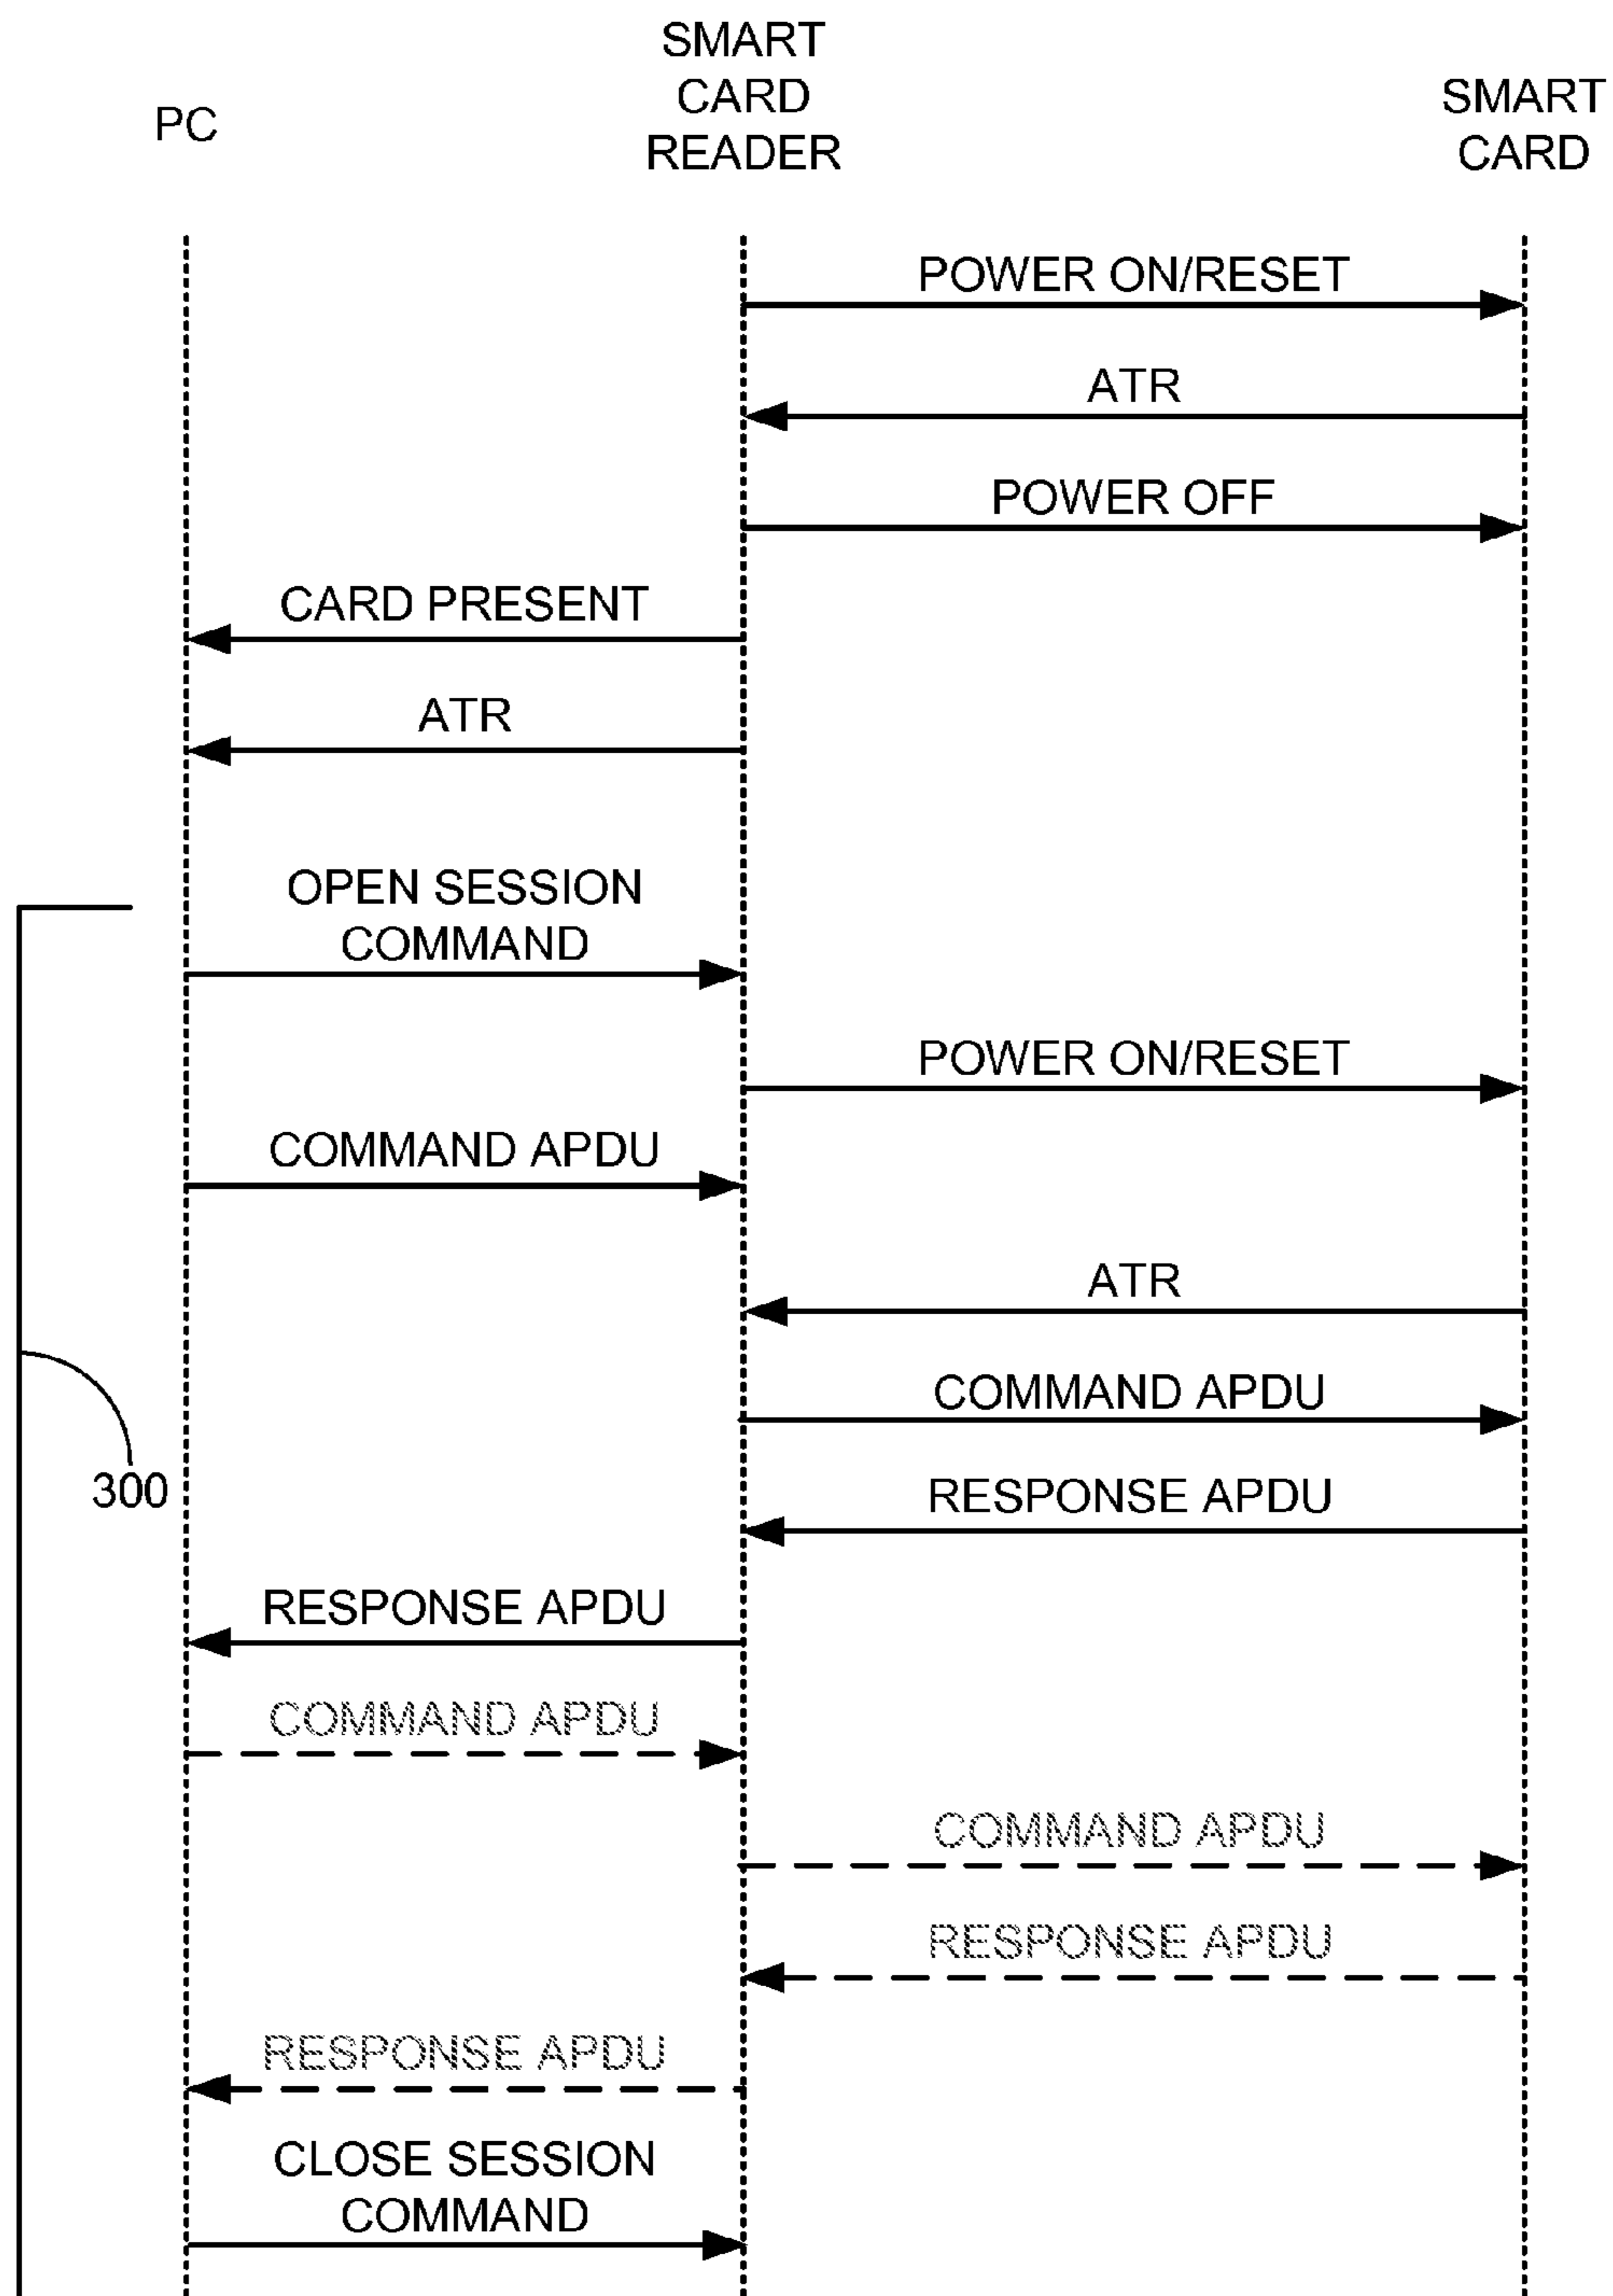 PC
SMART
CARD
READER
SMART
CARD
POWER ON/RESET
ATR
POWER OFF
CARD PRESENT
ATR
OPEN SESSION
COMMAND
POWER ON/RESET
COMMAND APDU
ATR
COMMAND APDU
300
RESPONSE APDU
RESPONSE APDU
COMMAND APDU
COMMAND APDU
RESPONSE APDU
RESPONSE APDU
CLOSE SESSION
COMMAND